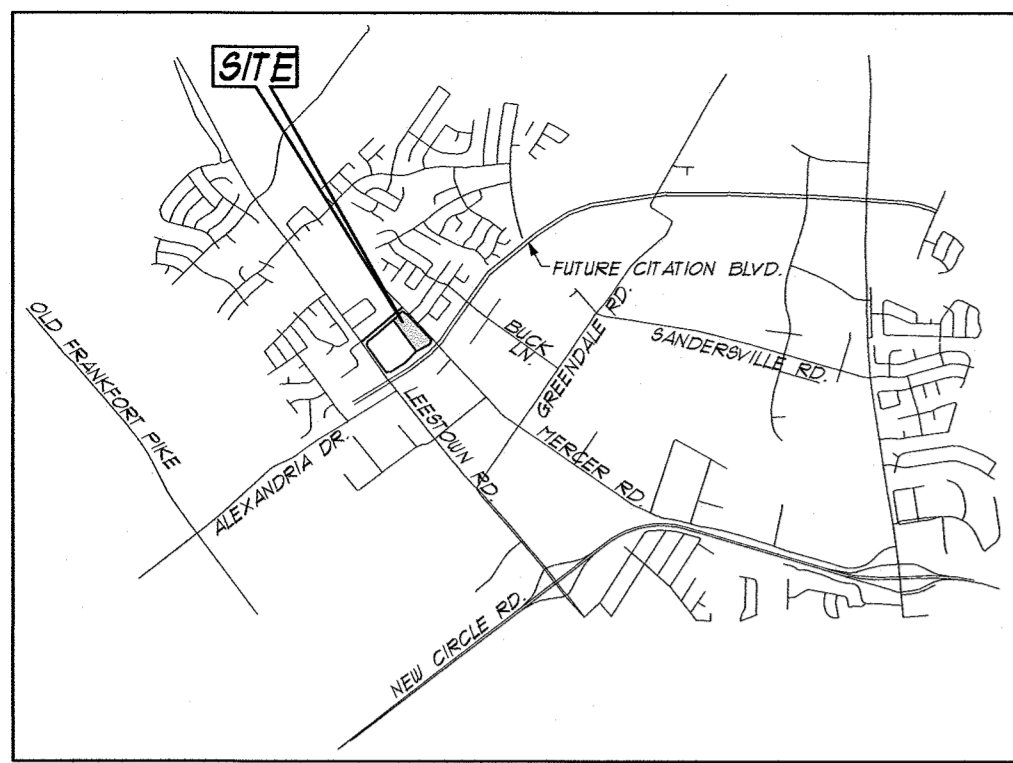 SITE
FUTURE CITATION BLVD.
BUCK
LN.
GREENDALE RD.
SANDERSVILLE RD.
OLD FRANKFORT PIKE
LEESTOWN RD.
MERCER RD.
ALEXANDRIA DR.
NEW CIRCLE RD.